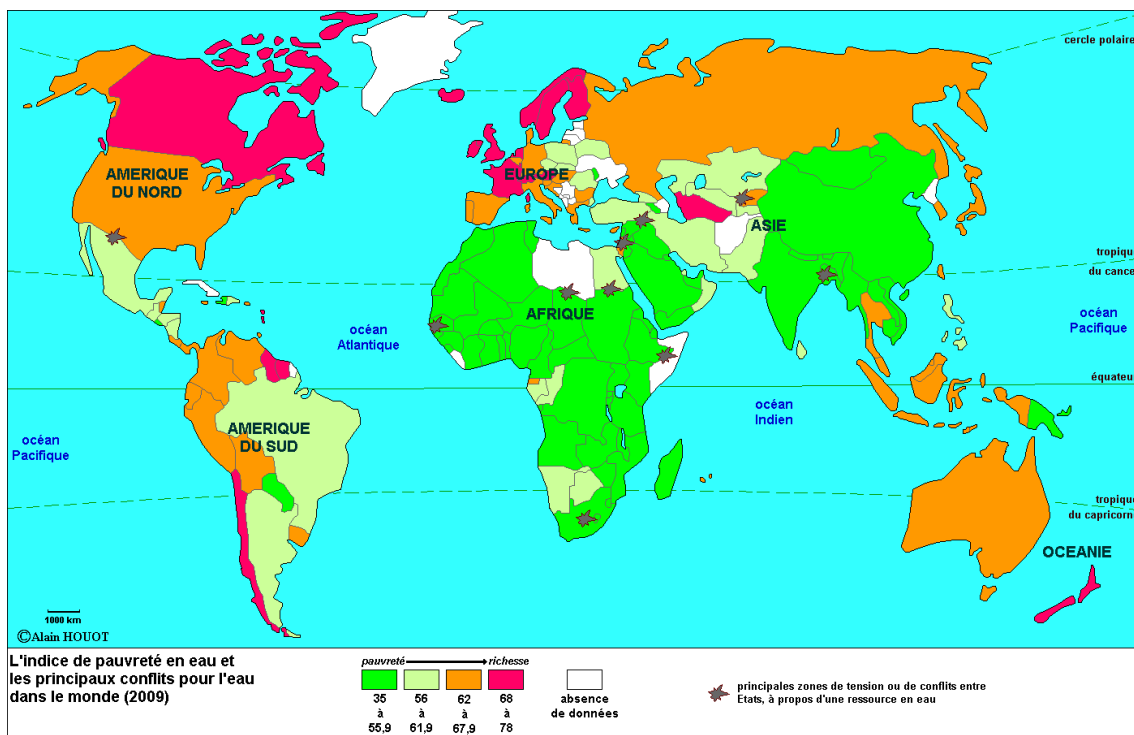 cercle polaire
AMERIQUE
DU NORD
EUROPE
ASIE
tropique
du cancer
AFRIQUE
océan
Atlantique
océan
Pacifique
équateur
océan
Indien
AMERIQUE
DU SUD
océan
Pacifique
tropique
du capricorn
OCEANIE
1000 km
©Alain HOUOT
L'indice de pauvreté en eau et
les principaux conflits pour l'eau
dans le monde (2009)
pauvreté richesse
35 à 55,9
56 à 61,9
62 à 67,9
68 à 78
absence
de données
principales zones de tension ou de conflits entre
Etats, à propos d'une ressource en eau